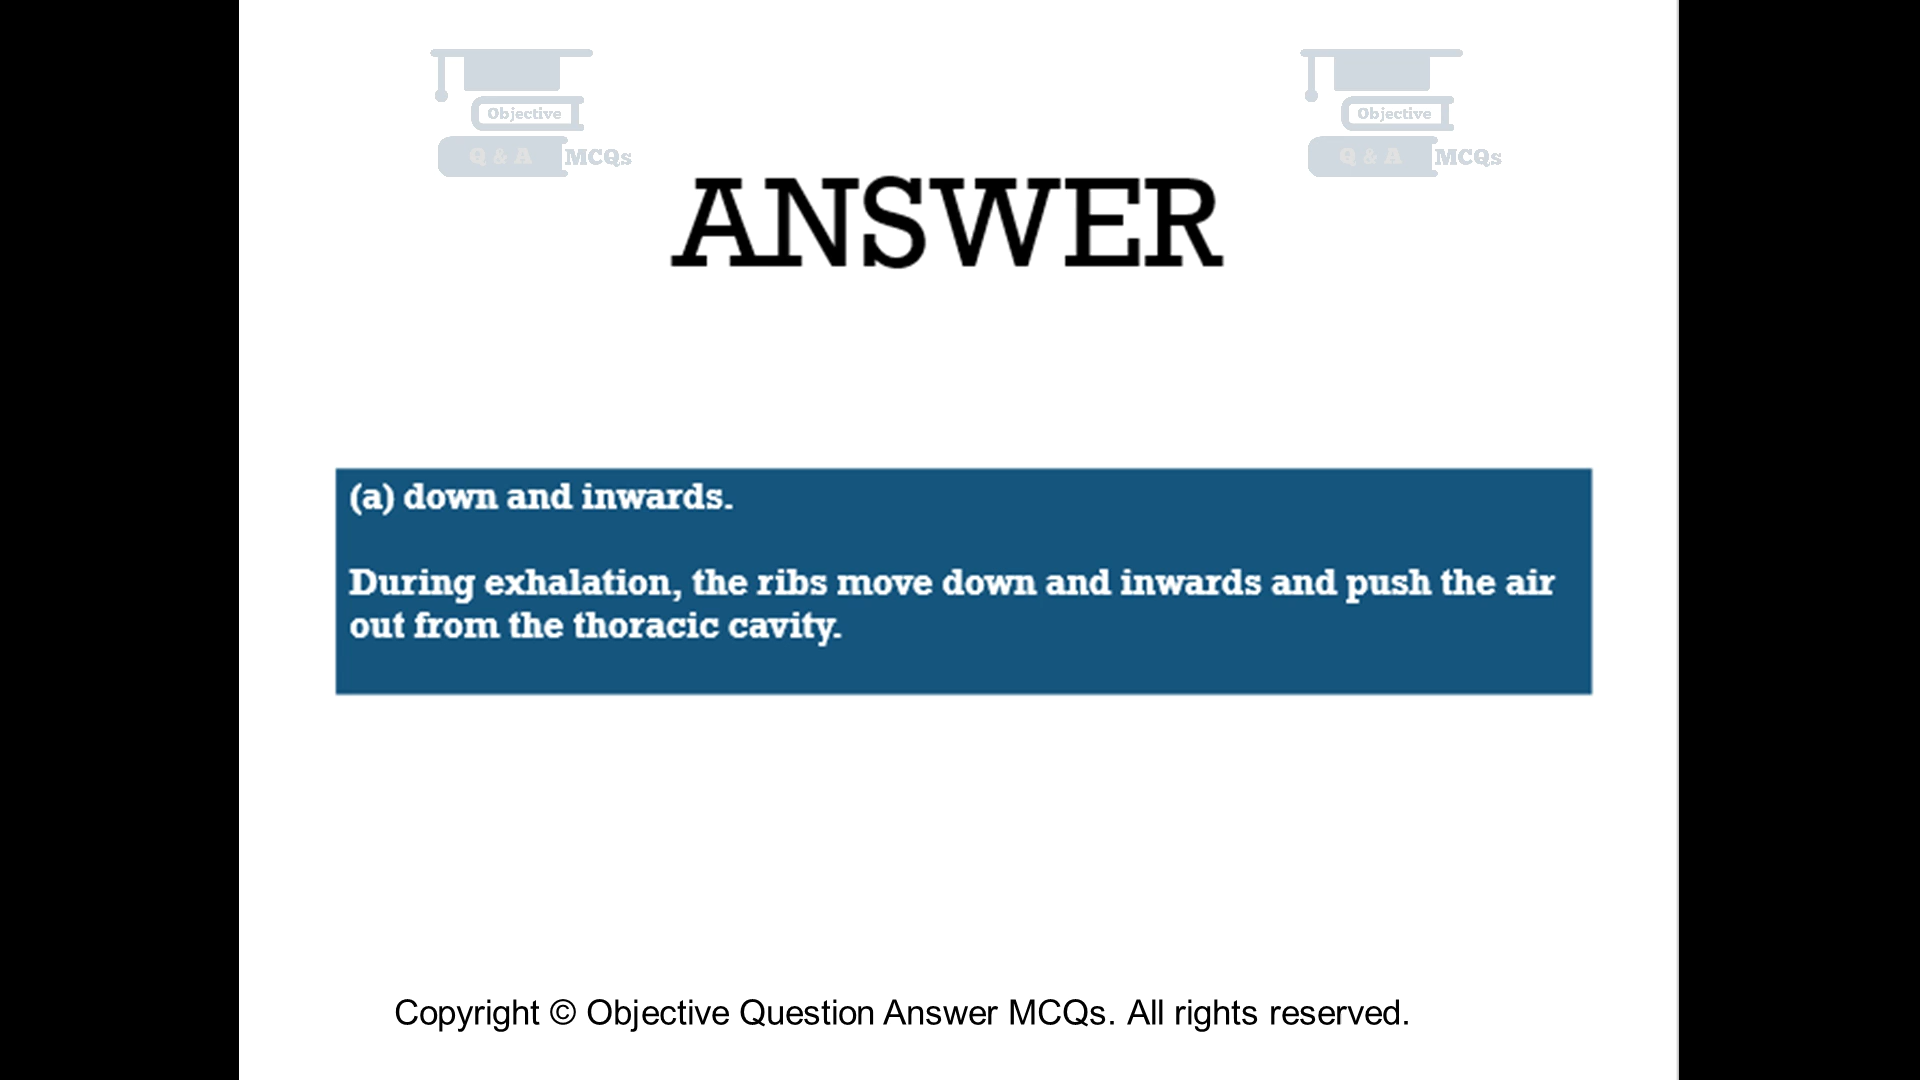 Objective
Q & A MCQs
Objective
Q & A MCQs
ANSWER
(a) down and inwards.
During exhalation, the ribs move down and inwards and push the air
out from the thoracic cavity.
Copyright © Objective Question Answer MCQs. All rights reserved.